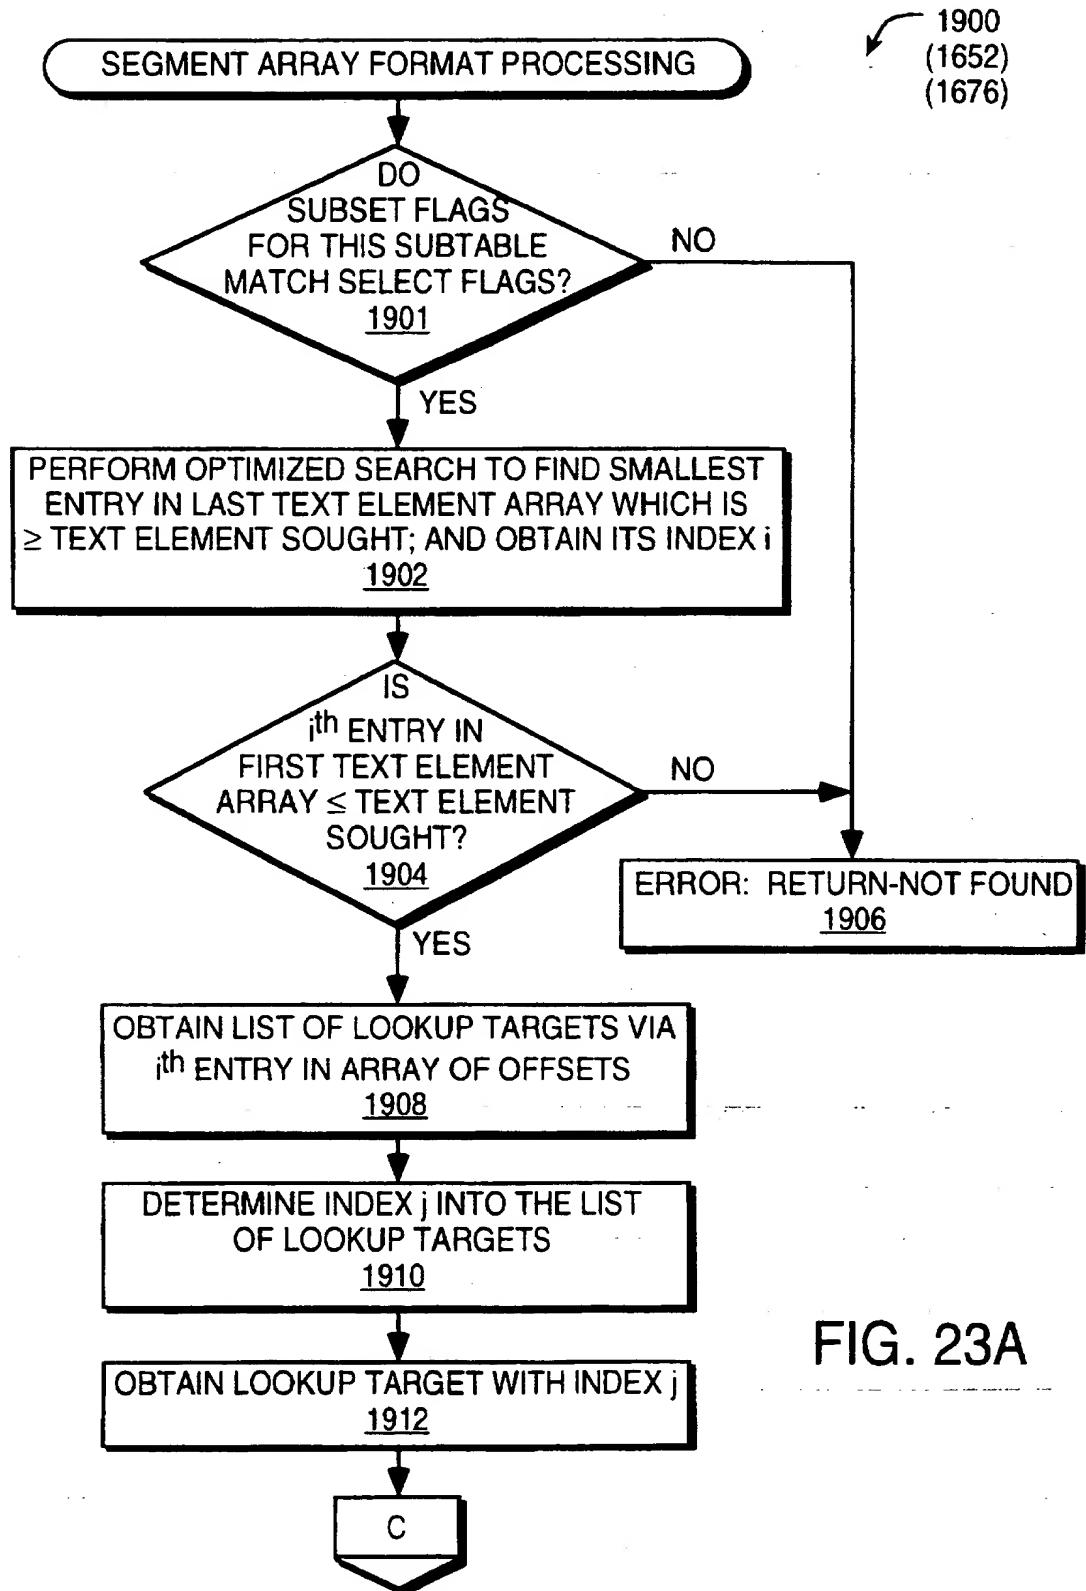 1900
(1652)
(1676)
SEGMENT ARRAY FORMAT PROCESSING
DO
SUBSET FLAGS
FOR THIS SUBTABLE
MATCH SELECT FLAGS?
1901
NO
YES
PERFORM OPTIMIZED SEARCH TO FIND SMALLEST
ENTRY IN LAST TEXT ELEMENT ARRAY WHICH IS
≥ TEXT ELEMENT SOUGHT; AND OBTAIN ITS INDEX i
1902
IS
ith ENTRY IN
FIRST TEXT ELEMENT
ARRAY ≤ TEXT ELEMENT
SOUGHT?
1904
NO
YES
ERROR: RETURN-NOT FOUND
1906
OBTAIN LIST OF LOOKUP TARGETS VIA
ith ENTRY IN ARRAY OF OFFSETS
1908
DETERMINE INDEX j INTO THE LIST
OF LOOKUP TARGETS
1910
OBTAIN LOOKUP TARGET WITH INDEX j
1912
C
FIG. 23A